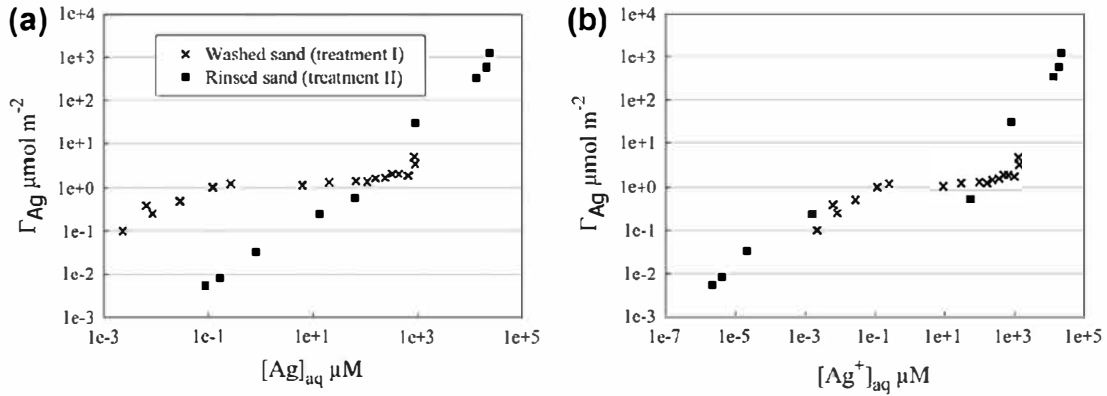 (a)
1e+4
1e+3
1e+2
1e+1
1e+0
1e-1
1e-2
1e-3
Γ_Ag µmol m⁻²
× Washed sand (treatment I)
■ Rinsed sand (treatment II)
1e-3 1e-1 1e+1 1e+3 1e+5
[Ag]_aq µM
(b)
1e+4
1e+3
1e+2
1e+1
1e+0
1e-1
1e-2
1e-3
Γ_Ag µmol m⁻²
1e-7 1e-5 1e-3 1e-1 1e+1 1e+3 1e+5
[Ag⁺]_aq µM